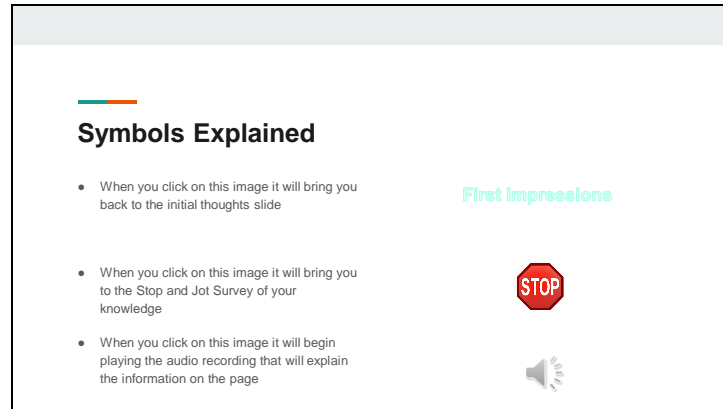 Symbols Explained
● When you click on this image it will bring you
back to the initial thoughts slide
First Impressions
● When you click on this image it will bring you
to the Stop and Jot Survey of your
knowledge
STOP
● When you click on this image it will begin
playing the audio recording that will explain
the information on the page